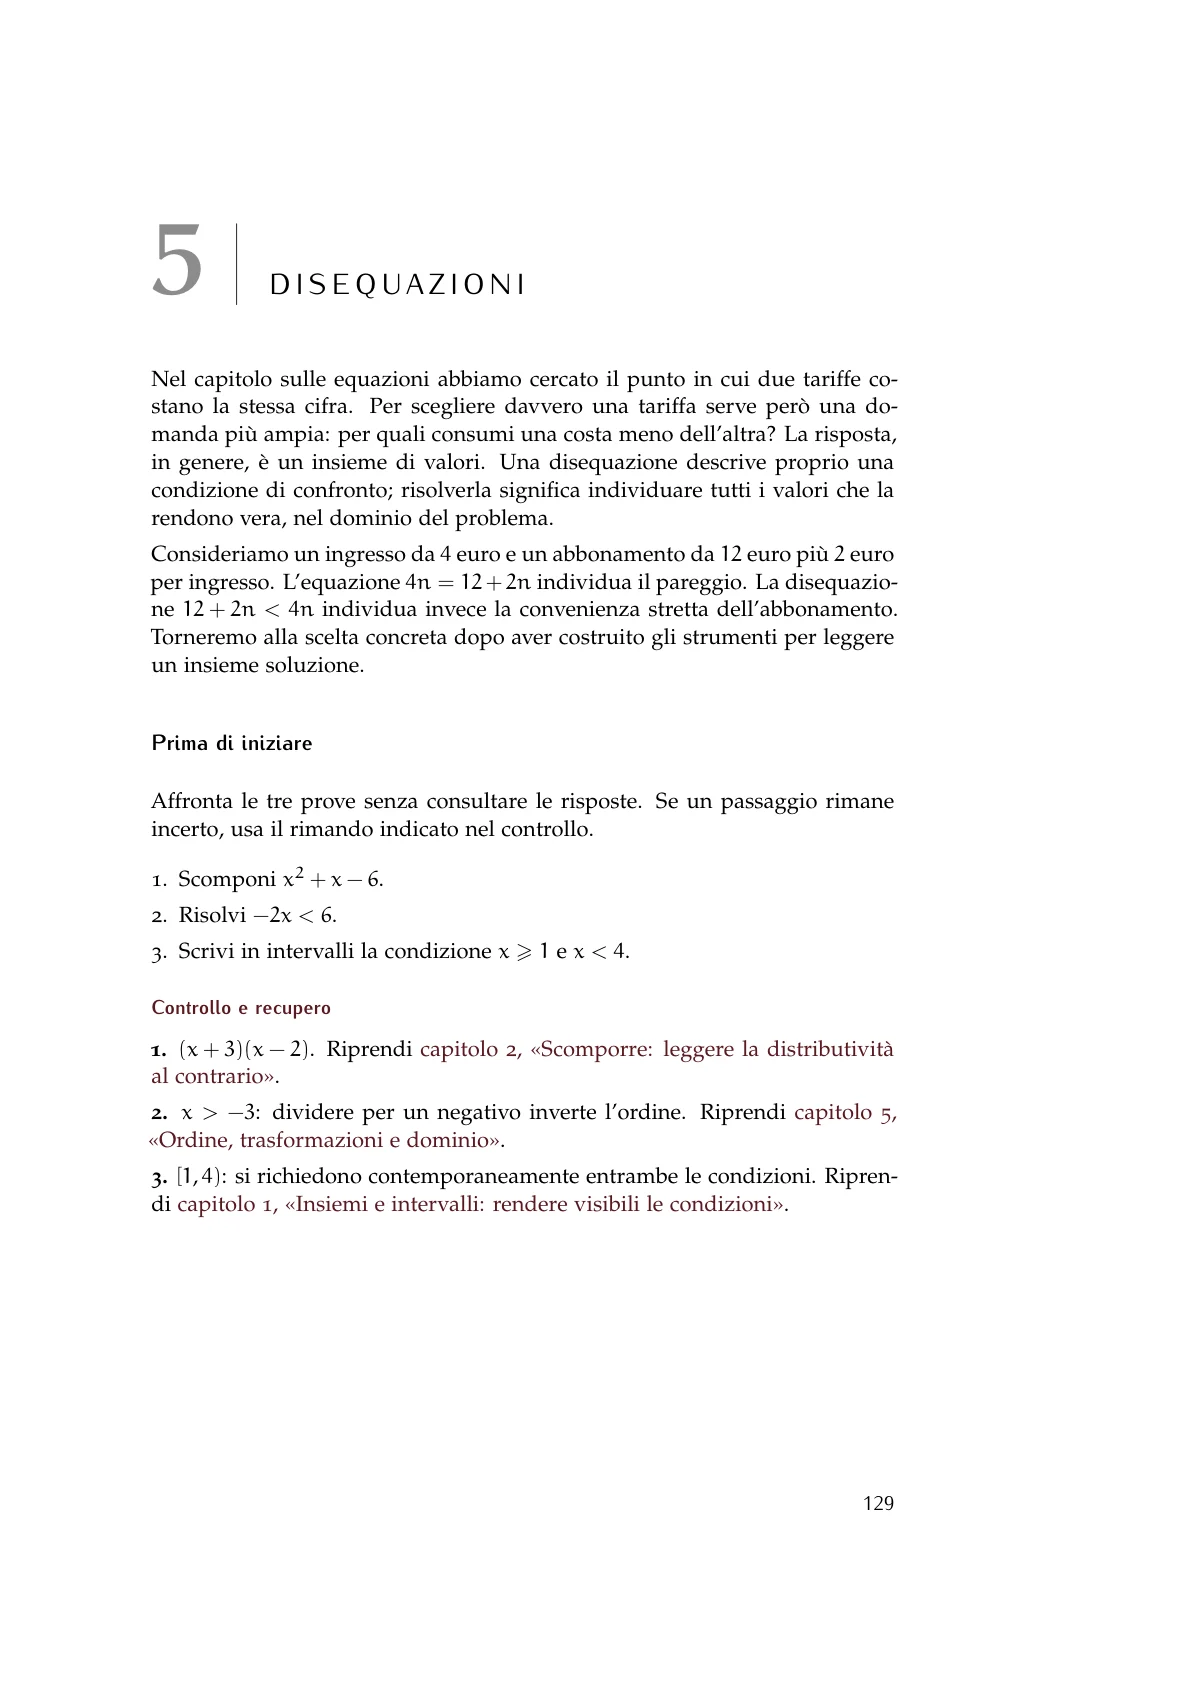 5
DISEQUAZIONI
Nel capitolo sulle equazioni abbiamo cercato il punto in cui due tariffe co-
stano la stessa cifra. Per scegliere davvero una tariffa serve però una do-
manda più ampia: per quali consumi una costa meno dell’altra? La risposta,
in genere, è un insieme di valori. Una disequazione descrive proprio una
condizione di confronto; risolverla significa individuare tutti i valori che la
rendono vera, nel dominio del problema.
Consideriamo un ingresso da 4 euro e un abbonamento da 12 euro più 2 euro
per ingresso. L’equazione 4n = 12 + 2n individua il pareggio. La disequazio-
ne 12 + 2n < 4n individua invece la convenienza stretta dell’abbonamento.
Torneremo alla scelta concreta dopo aver costruito gli strumenti per leggere
un insieme soluzione.
Prima di iniziare
Affronta le tre prove senza consultare le risposte. Se un passaggio rimane
incerto, usa il rimando indicato nel controllo.
1. Scomponi x² + x − 6.
2. Risolvi −2x < 6.
3. Scrivi in intervalli la condizione x ⩾ 1 e x < 4.
Controllo e recupero
1. (x + 3)(x − 2). Riprendi capitolo 2, «Scomporre: leggere la distributività
al contrario».
2. x > −3: dividere per un negativo inverte l’ordine. Riprendi capitolo 5,
«Ordine, trasformazioni e dominio».
3. [1, 4): si richiedono contemporaneamente entrambe le condizioni. Ripren-
di capitolo 1, «Insiemi e intervalli: rendere visibili le condizioni».
129